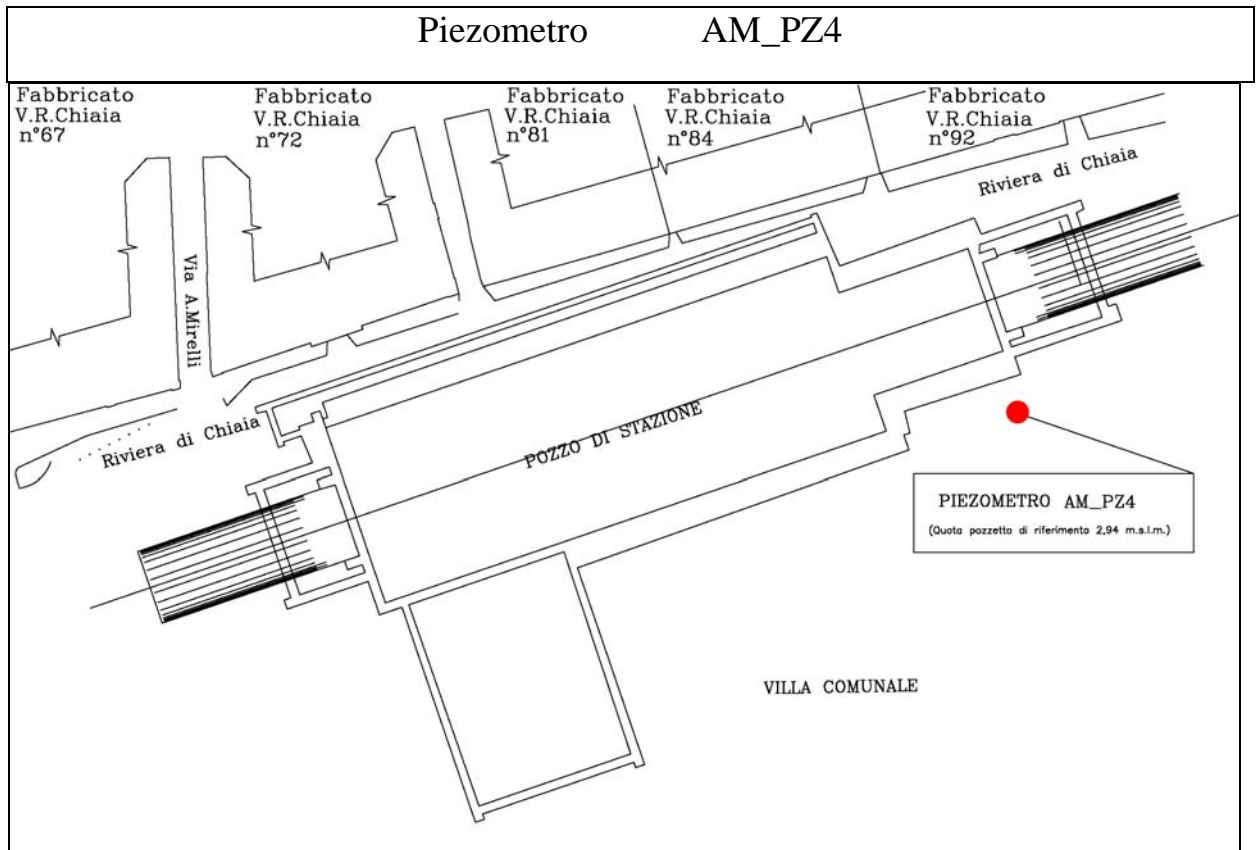 Piezometro AM_PZ4
Fabbricato
V.R.Chiaia
n°67
Fabbricato
V.R.Chiaia
n°72
Fabbricato
V.R.Chiaia
n°81
Fabbricato
V.R.Chiaia
n°84
Fabbricato
V.R.Chiaia
n°92
Riviera di Chiaia
Via A.Mirelli
Riviera di Chiaia
POZZO DI STAZIONE
PIEZOMETRO AM_PZ4
(Quota pozzetto di riferimento 2,94 m.s.l.m.)
VILLA COMUNALE